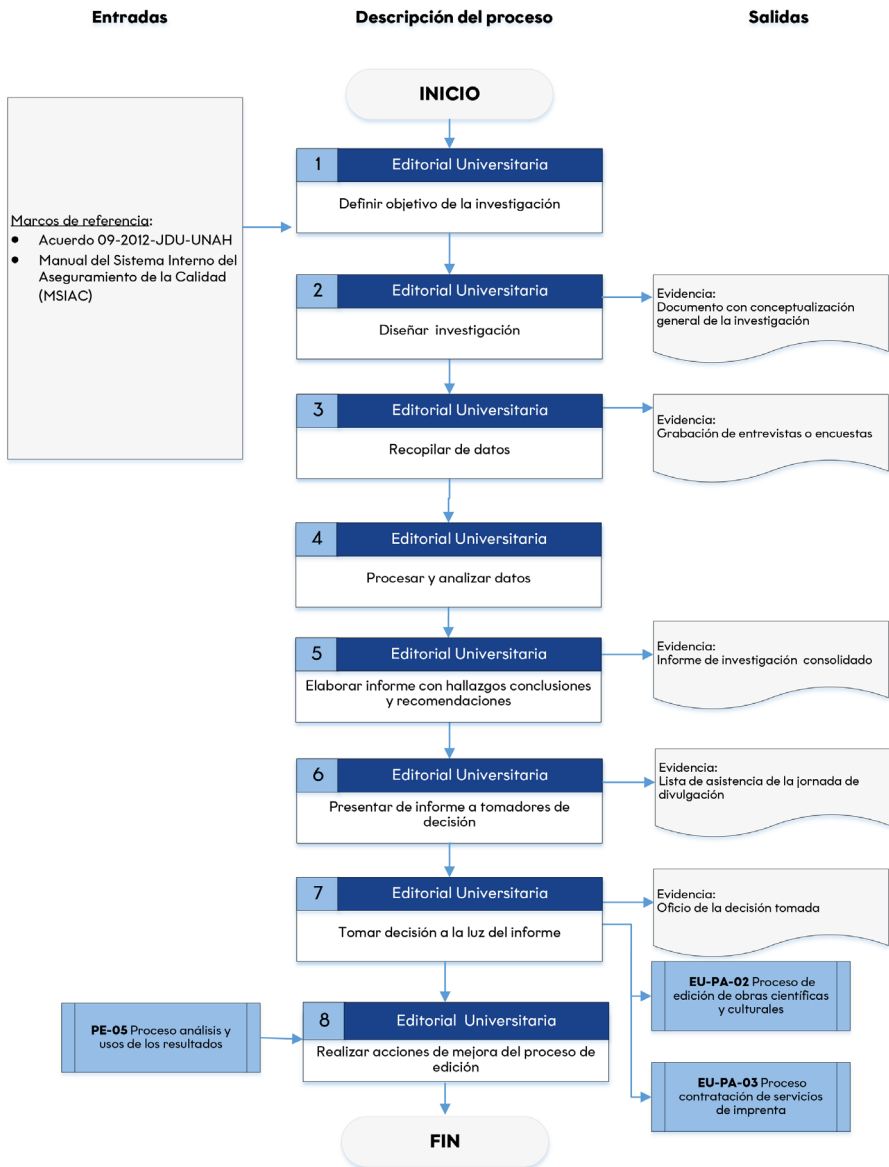 Entradas
Descripción del proceso
Salidas
INICIO
Marcos de referencia:
● Acuerdo 09-2012-JDU-UNAH
● Manual del Sistema Interno del
Aseguramiento de la Calidad
(MSIAC)
1 Editorial Universitaria
Definir objetivo de la investigación
2 Editorial Universitaria
Diseñar investigación
Evidencia:
Documento con conceptualización
general de la investigación
3 Editorial Universitaria
Recopilar de datos
Evidencia:
Grabación de entrevistas o encuestas
4 Editorial Universitaria
Procesar y analizar datos
5 Editorial Universitaria
Elaborar informe con hallazgos conclusiones
y recomendaciones
Evidencia:
Informe de investigación consolidado
6 Editorial Universitaria
Presentar de informe a tomadores de
decisión
Evidencia:
Lista de asistencia de la jornada de
divulgación
7 Editorial Universitaria
Tomar decisión a la luz del informe
Evidencia:
Oficio de la decisión tomada
EU-PA-02 Proceso de
edición de obras científicas
y culturales
PE-05 Proceso análisis y
usos de los resultados
8 Editorial Universitaria
Realizar acciones de mejora del proceso de
edición
EU-PA-03 Proceso
contratación de servicios
de imprenta
FIN